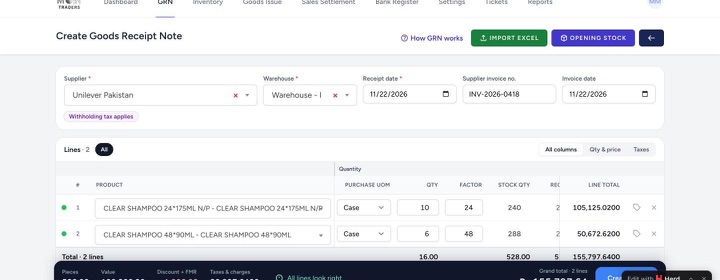 TRADERS
Dashboard GRN Inventory Goods Issue Sales Settlement Bank Register Settings Tickets Reports
MM
Create Goods Receipt Note
How GRN works
IMPORT EXCEL
OPENING STOCK
Supplier * Warehouse * Receipt date * Supplier invoice no. Invoice date
Unilever Pakistan × Warehouse - I × 11/22/2026 INV-2026-0418 11/22/2026
Withholding tax applies
Lines · 2 All
All columns Qty & price Taxes
Quantity
# PRODUCT PURCHASE UOM QTY FACTOR STOCK QTY LINE TOTAL
1 CLEAR SHAMPOO 24*175ML N/P - CLEAR SHAMPOO 24*175ML N/P Case 10 24 240 2 105,125.0200
2 CLEAR SHAMPOO 48*90ML - CLEAR SHAMPOO 48*90ML Case 6 48 288 2 50,672.6200
Total · 2 lines 16.00 528.00 5 155,797.6400
Pieces Value Discount + FMR Taxes & charges
All lines look right
Grand total · 2 lines